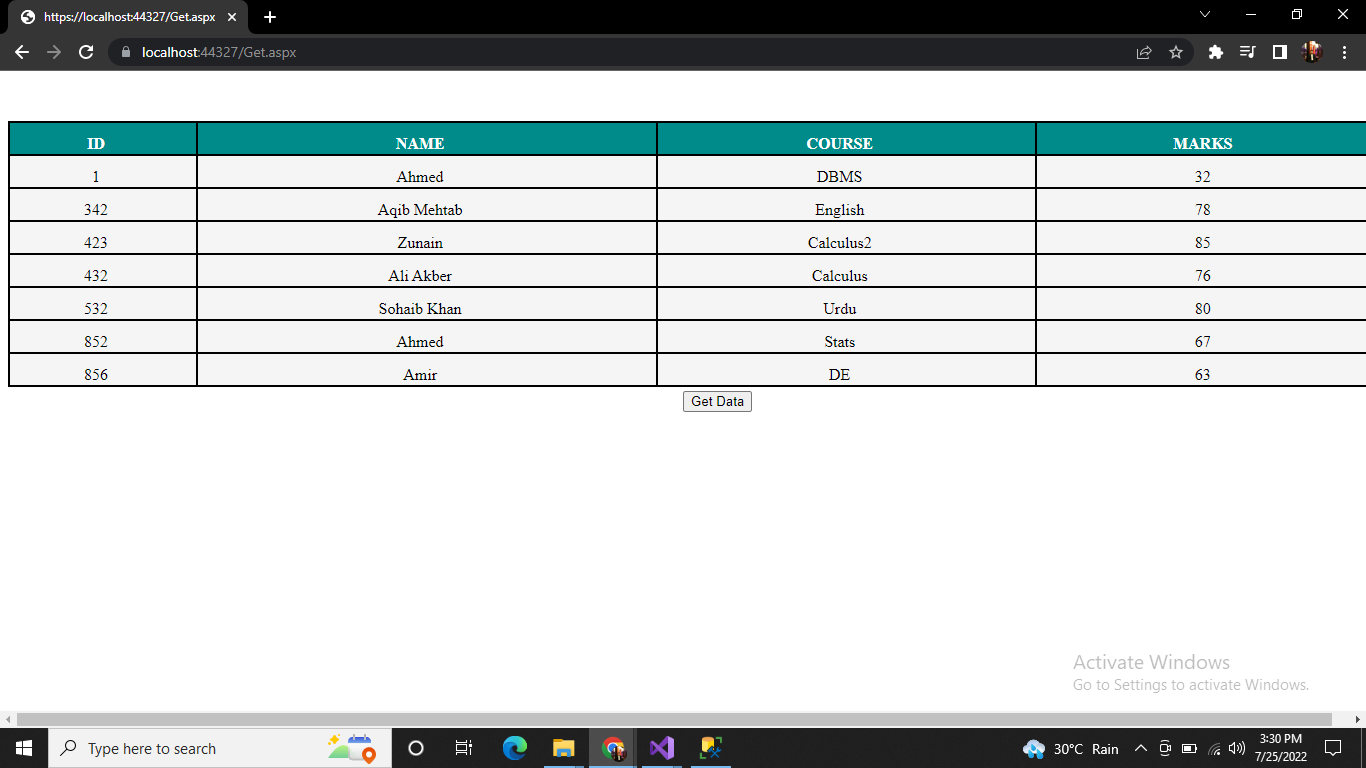 https://localhost:44327/Get.aspx
localhost:44327/Get.aspx
ID NAME COURSE MARKS
1 Ahmed DBMS 32
342 Aqib Mehtab English 78
423 Zunain Calculus2 85
432 Ali Akber Calculus 76
532 Sohaib Khan Urdu 80
852 Ahmed Stats 67
856 Amir DE 63
Get Data
Activate Windows
Go to Settings to activate Windows.
Type here to search
30°C Rain
3:30 PM
7/25/2022